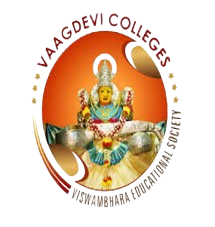 VAAGDEVI COLLEGES
VISWAMBHARA EDUCATIONAL SOCIETY